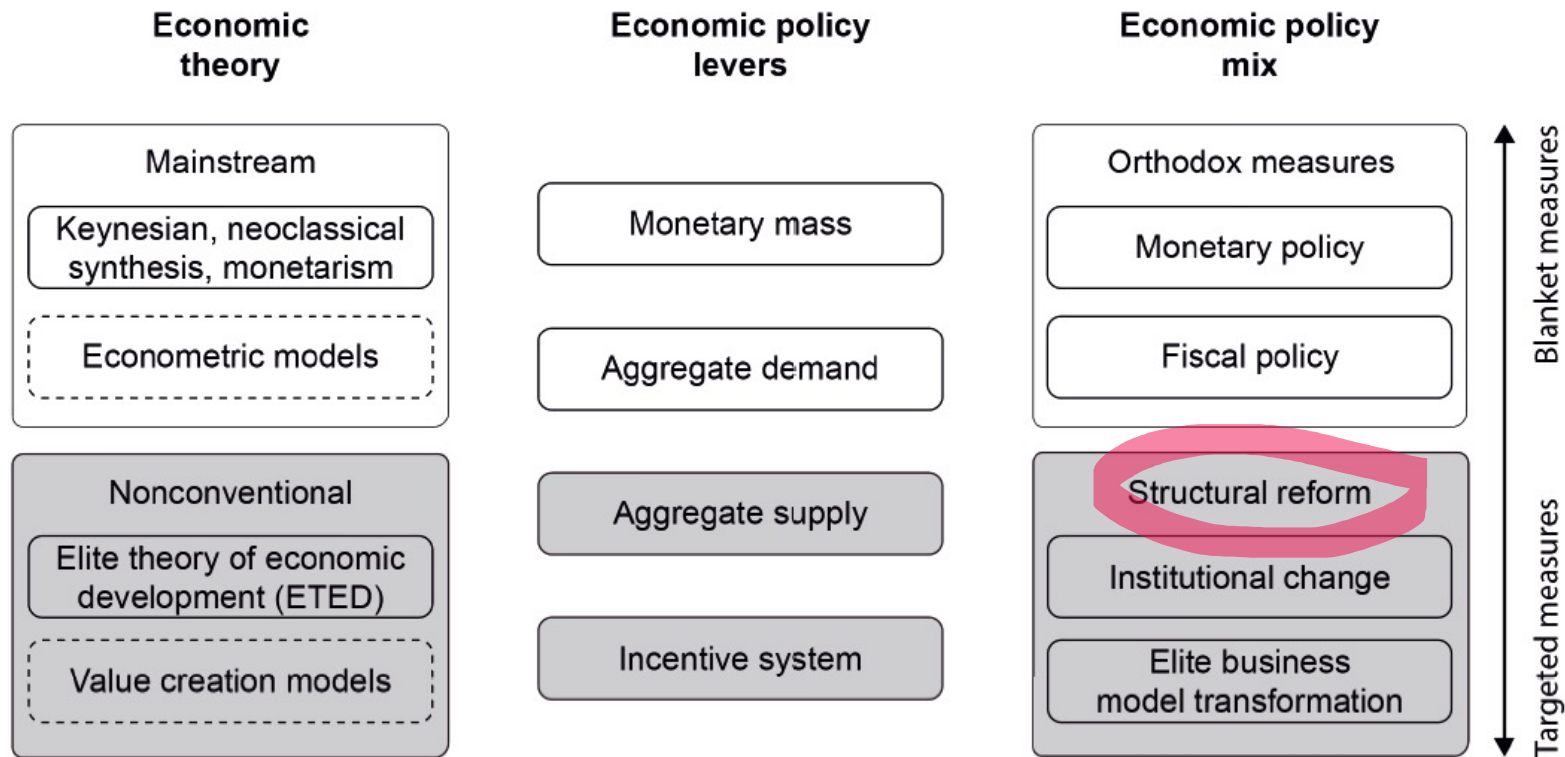 Economic
theory
Economic policy
levers
Economic policy
mix
Mainstream
Keynesian, neoclassical
synthesis, monetarism
Econometric models
Nonconventional
Elite theory of economic
development (ETED)
Value creation models
Monetary mass
Aggregate demand
Aggregate supply
Incentive system
Orthodox measures
Monetary policy
Fiscal policy
Structural reform
Institutional change
Elite business
model transformation
Blanket measures
Targeted measures